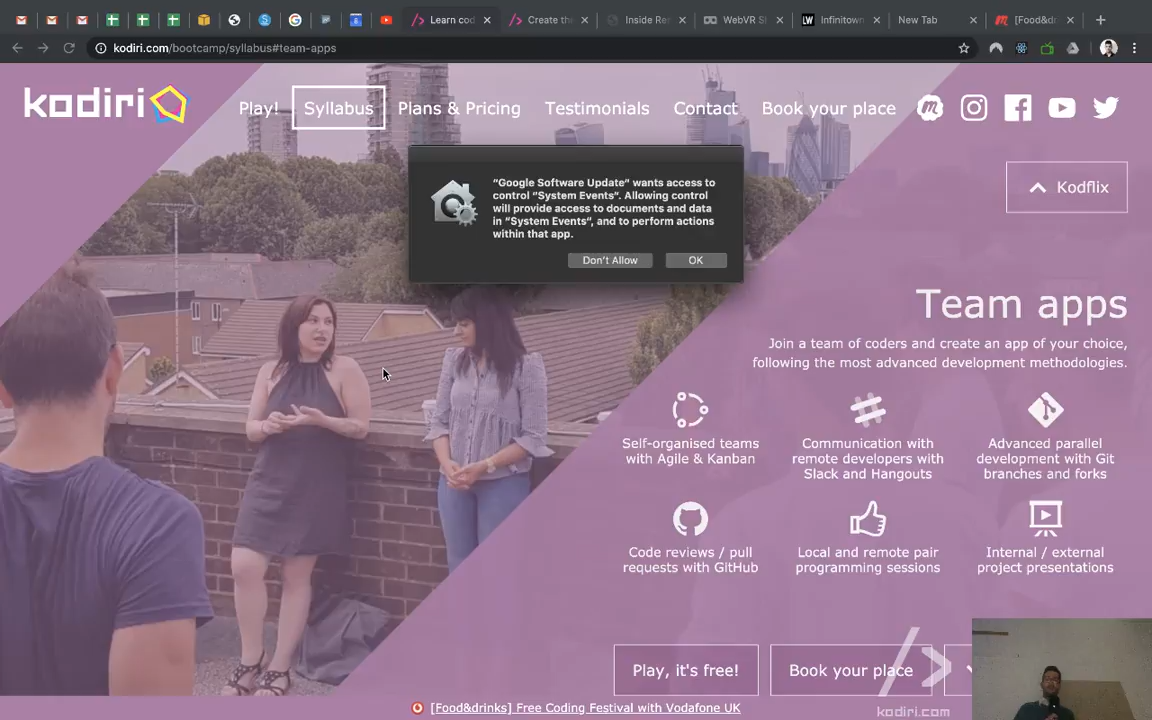 Learn cod
Create the
Inside Re
WebVR S
Infinitown
New Tab
[Food&d
kodiri.com/bootcamp/syllabus#team-apps
kodiri
Play!
Syllabus
Plans & Pricing
Testimonials
Contact
Book your place
"Google Software Update" wants access to
control "System Events". Allowing control
will provide access to documents and data
in "System Events", and to perform actions
within that app.
Don't Allow
OK
Kodflix
Team apps
Join a team of coders and create an app of your choice,
following the most advanced development methodologies.
Self-organised teams
with Agile & Kanban
Communication with
remote developers with
Slack and Hangouts
Advanced parallel
development with Git
branches and forks
Code reviews / pull
requests with GitHub
Local and remote pair
programming sessions
Internal / external
project presentations
Play, it's free!
Book your place
[Food&drinks] Free Coding Festival with Vodafone UK
kodiri.com